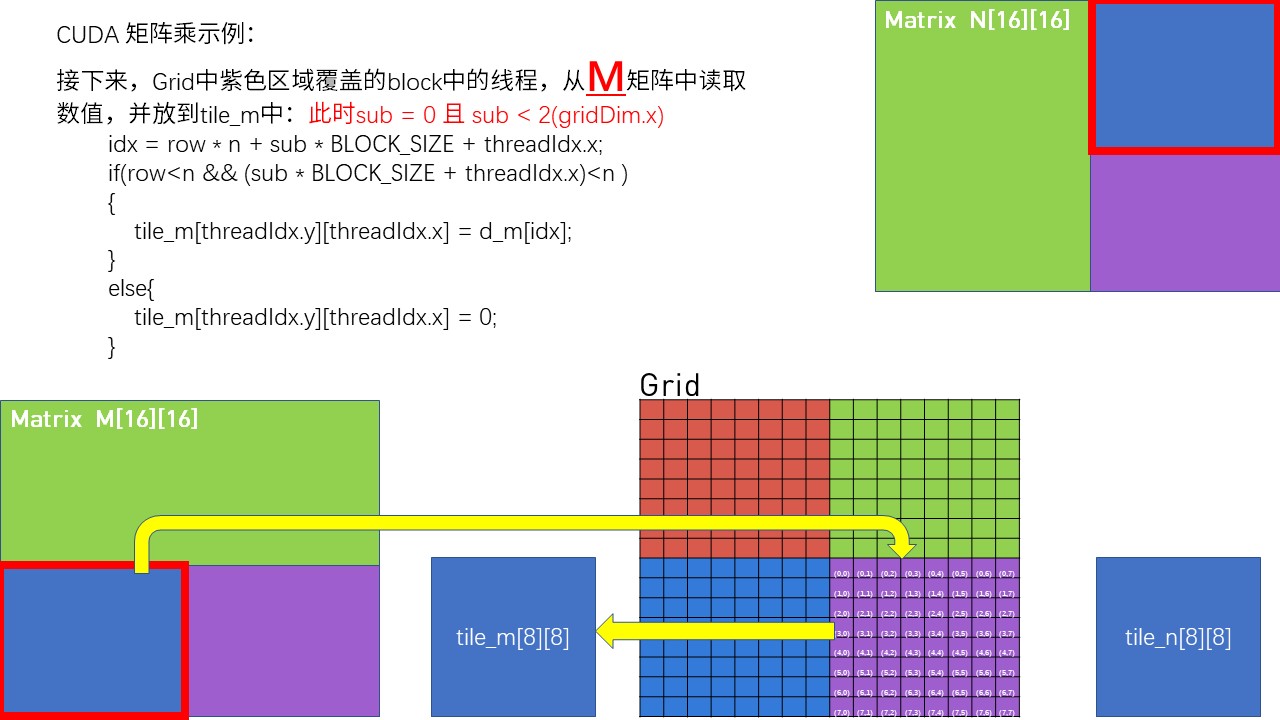 CUDA 矩阵乘示例：
接下来，Grid中紫色区域覆盖的block中的线程，从M矩阵中读取
数值，并放到tile_m中：此时sub = 0 且 sub < 2(gridDim.x)
idx = row * n + sub * BLOCK_SIZE + threadIdx.x;
if(row<n && (sub * BLOCK_SIZE + threadIdx.x)<n )
{
tile_m[threadIdx.y][threadIdx.x] = d_m[idx];
}
else{
tile_m[threadIdx.y][threadIdx.x] = 0;
}
Matrix N[16][16]
Grid
Matrix M[16][16]
(0,0) (0,1) (0,2) (0,3) (0,4) (0,5) (0,6) (0,7)
(1,0) (1,1) (1,2) (1,3) (1,4) (1,5) (1,6) (1,7)
(2,0) (2,1) (2,2) (2,3) (2,4) (2,5) (2,6) (2,7)
(3,0) (3,1) (3,2) (3,3) (3,4) (3,5) (3,6) (3,7)
(4,0) (4,1) (4,2) (4,3) (4,4) (4,5) (4,6) (4,7)
(5,0) (5,1) (5,2) (5,3) (5,4) (5,5) (5,6) (5,7)
(6,0) (6,1) (6,2) (6,3) (6,4) (6,5) (6,6) (6,7)
(7,0) (7,1) (7,2) (7,3) (7,4) (7,5) (7,6) (7,7)
tile_m[8][8]
tile_n[8][8]